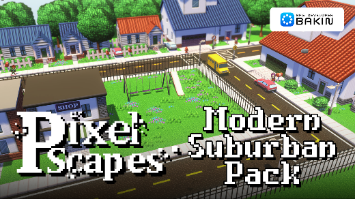 BAKIN
SHOP
Pixel
Scapes
Modern
Suburban
Pack